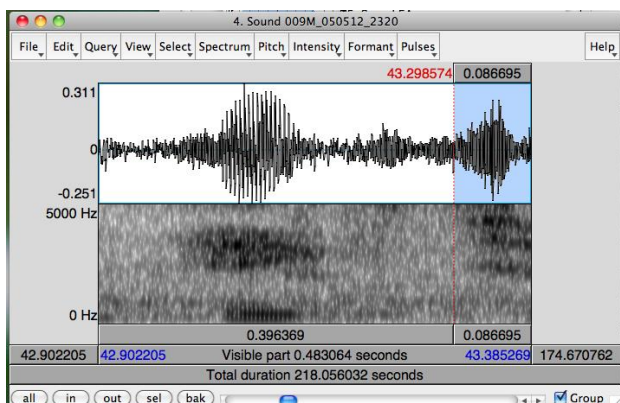 4. Sound 009M_050512_2320
File Edit Query View Select Spectrum Pitch Intensity Formant Pulses Help
43.298574 0.086695
0.311
0
-0.251
5000 Hz
0 Hz
0.396369 0.086695
42.902205 42.902205 Visible part 0.483064 seconds 43.385269 174.670762
Total duration 218.056032 seconds
all in out sel bak Group